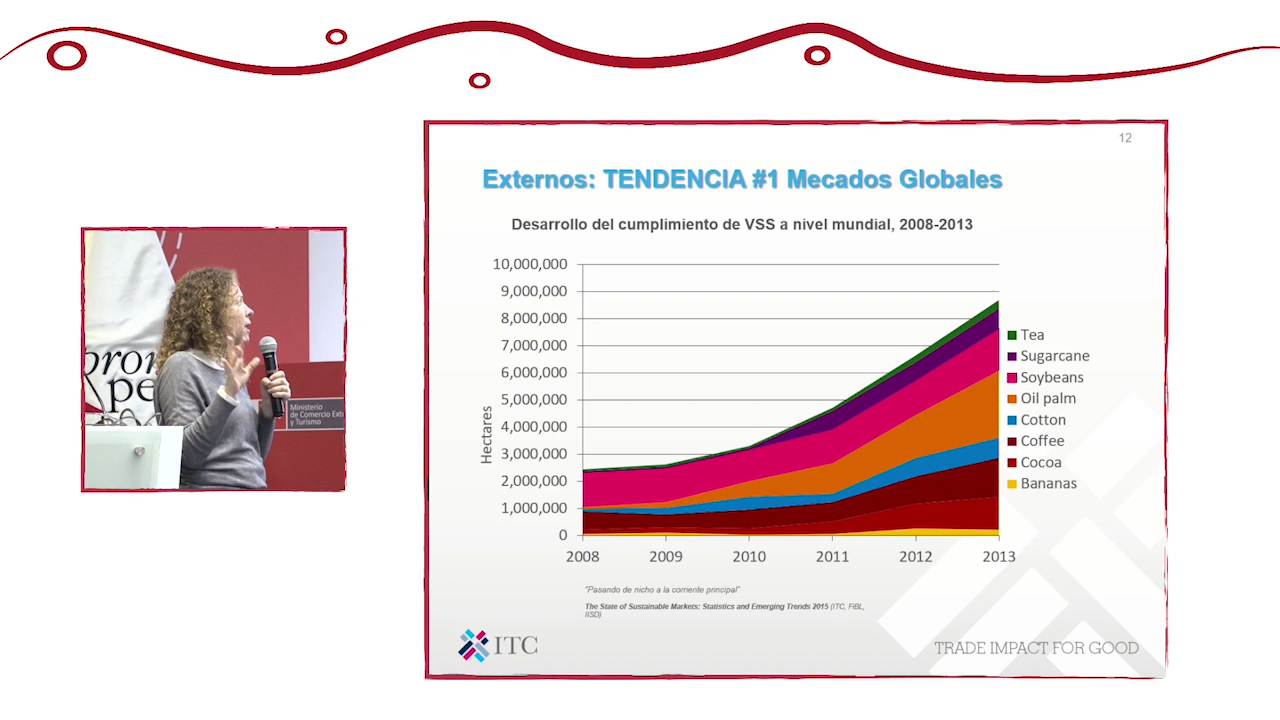 12
Externos: TENDENCIA #1 Mecados Globales
Desarrollo del cumplimiento de VSS a nivel mundial, 2008-2013
10,000,000
9,000,000
8,000,000
7,000,000
6,000,000
5,000,000
4,000,000
3,000,000
2,000,000
1,000,000
0
Hectares
2008 2009 2010 2011 2012 2013
Tea
Sugarcane
Soybeans
Oil palm
Cotton
Coffee
Cocoa
Bananas
"Pasando de nicho a la corriente principal"
The State of Sustainable Markets: Statistics and Emerging Trends 2015 (ITC, FiBL,
IISD)
ITC
TRADE IMPACT FOR GOOD
pe
Ministerio
de Comercio Ext
y Turismo